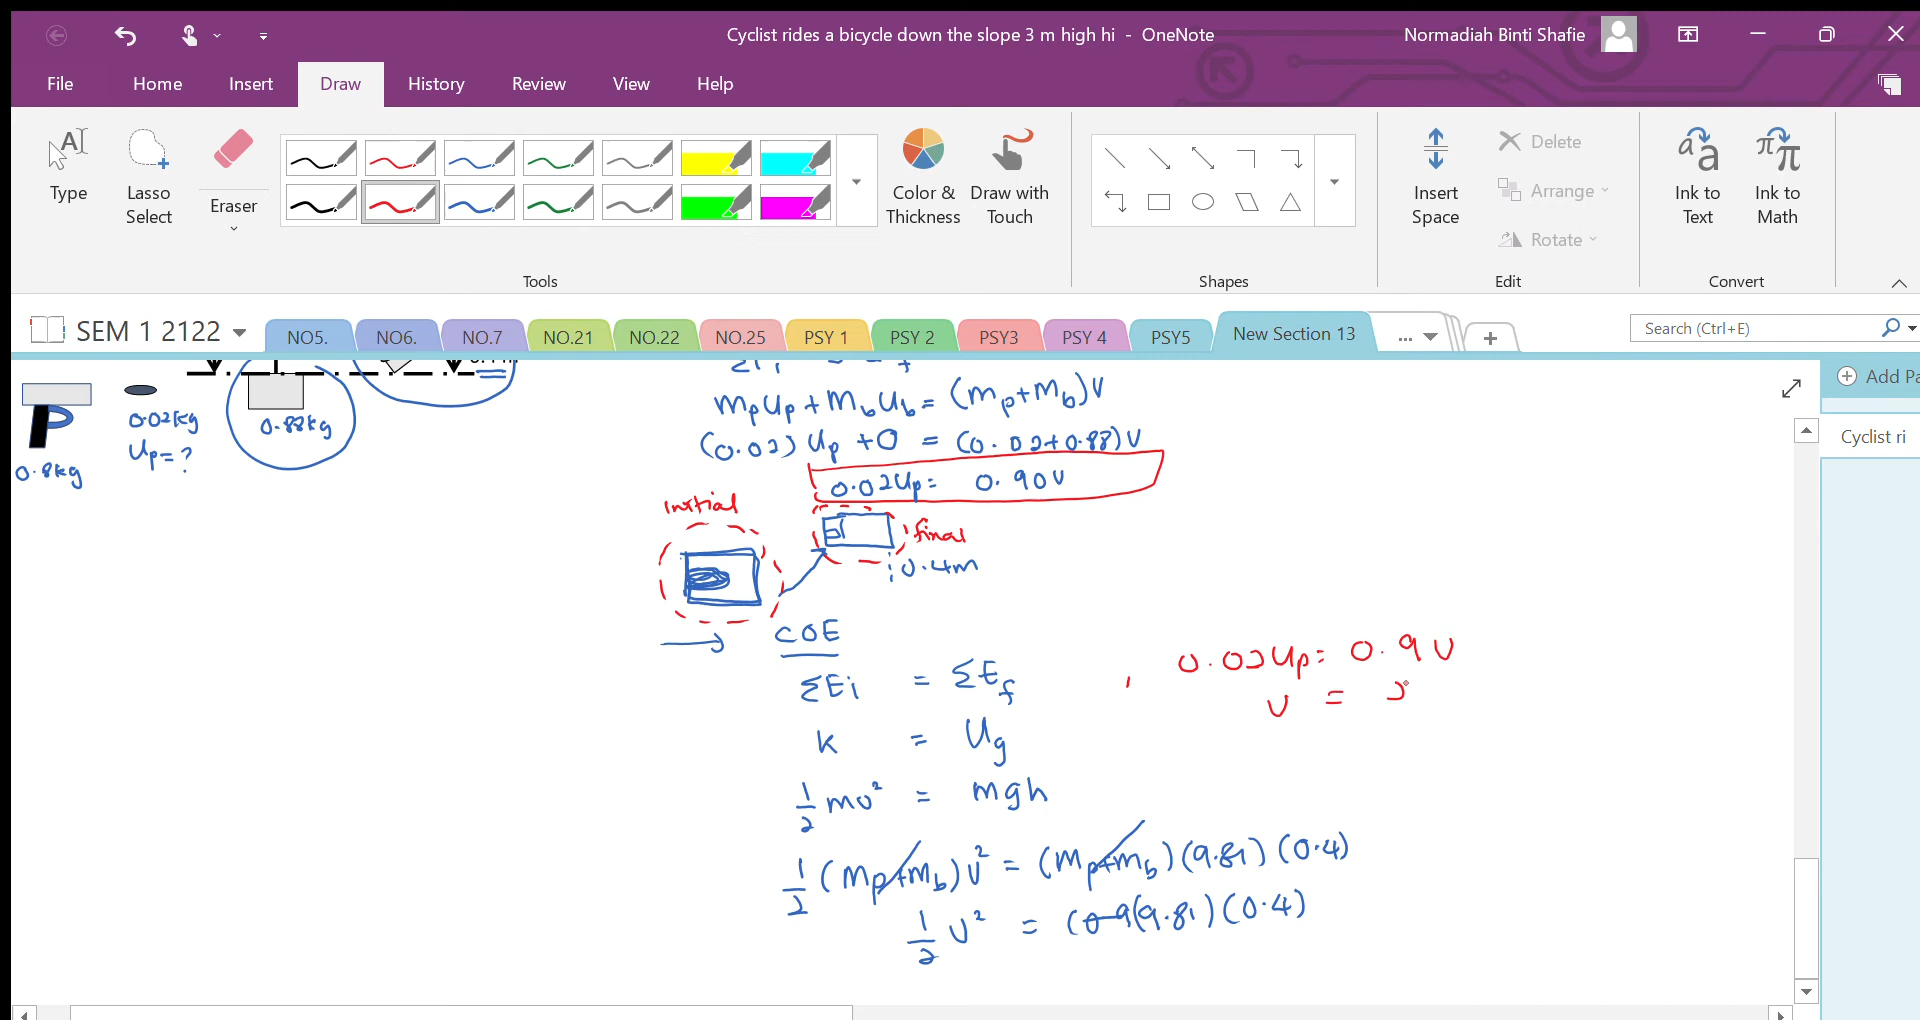 Cyclist rides a bicycle down the slope 3 m high hi - OneNote
Normadiah Binti Shafie
File Home Insert Draw History Review View Help
Type
Lasso Select
Eraser
Color & Thickness
Draw with Touch
Insert Space
Delete
Arrange
Rotate
Ink to Text
Ink to Math
Tools
Shapes
Edit
Convert
SEM 1 2122
NO5. NO6. NO.7 NO.21 NO.22 NO.25 PSY 1 PSY 2 PSY3 PSY 4 PSY5 New Section 13 ...
Search (Ctrl+E)
Add Pa
Cyclist ri
0.8kg
0.02kg
Up = ?
0.88kg
mpUp + mbUb = (mp+mb)V
(0.02) Up + 0 = (0.02+0.88)V
0.02Up = 0.90V
initial
final
0.4m
COE
ΣEi = ΣEf
K = Ug
1/2 mv² = mgh
1/2 (mp+mb)V² = (mp+mb)(9.81)(0.4)
1/2 V² = (0.9(9.81)(0.4)
, 0.02Up = 0.9V
V =